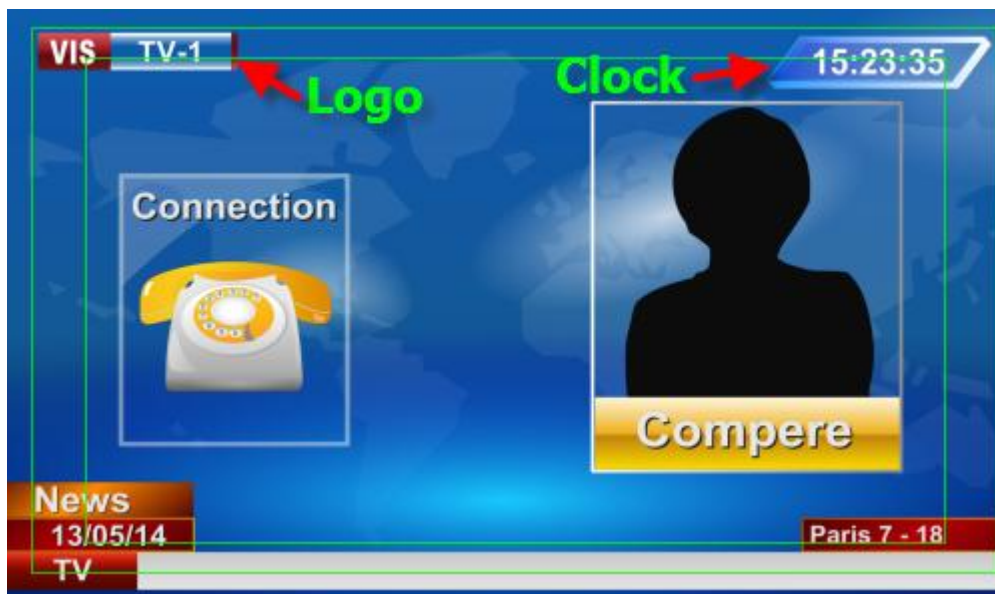 VIS TV-1
15:23:35
Logo
Clock
Connection
Compere
News
13/05/14
Paris 7 - 18
TV